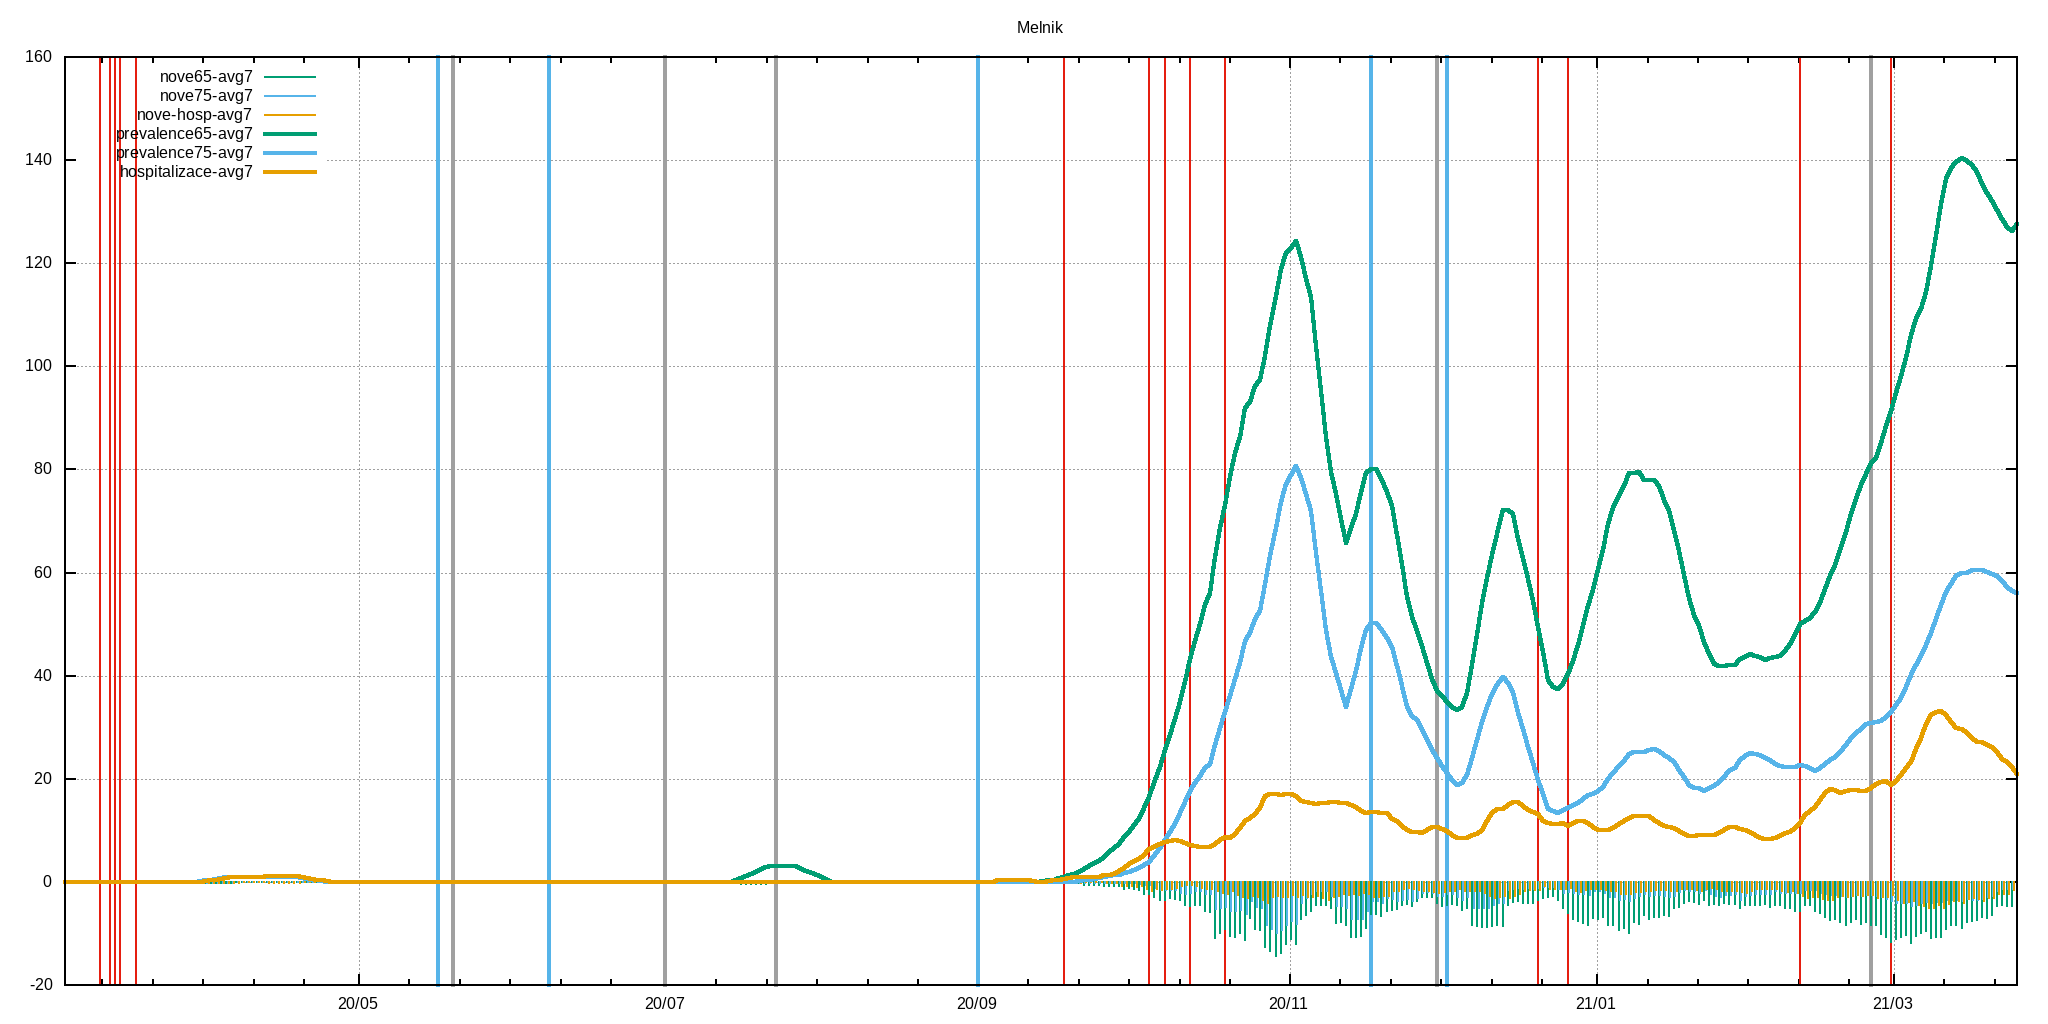 Melnik
160
140
120
100
80
60
40
20
0
-20
nove65-avg7
nove75-avg7
nove-hosp-avg7
prevalence65-avg7
prevalence75-avg7
hospitalizace-avg7
20/05
20/07
20/09
20/11
21/01
21/03